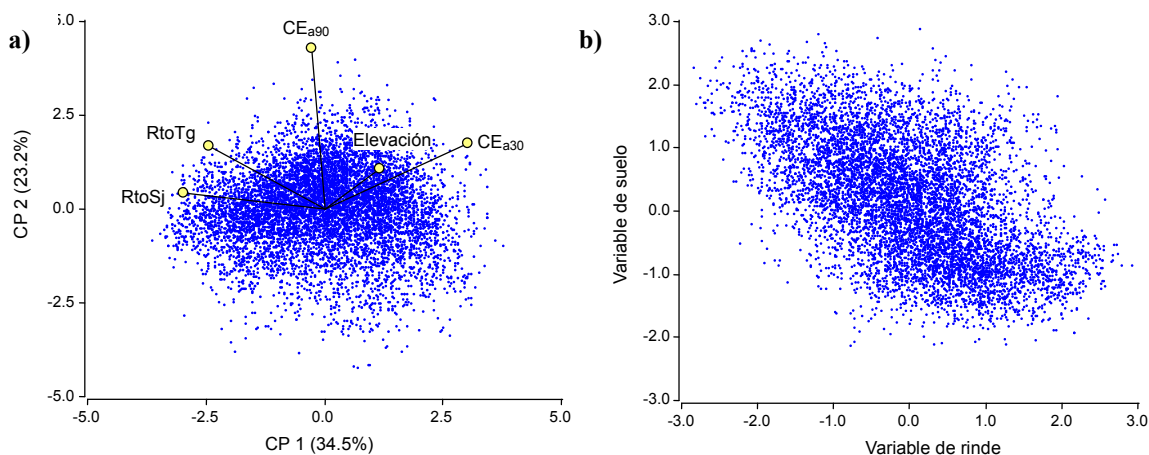 a)
CP 2 (23.2%)
5.0
2.5
0.0
-2.5
-5.0
CEa90
RtoTg
Elevación
CEa30
RtoSj
-5.0 -2.5 0.0 2.5 5.0
CP 1 (34.5%)
b)
Variable de suelo
3.0
2.0
1.0
0.0
-1.0
-2.0
-3.0
-3.0 -2.0 -1.0 0.0 1.0 2.0 3.0
Variable de rinde